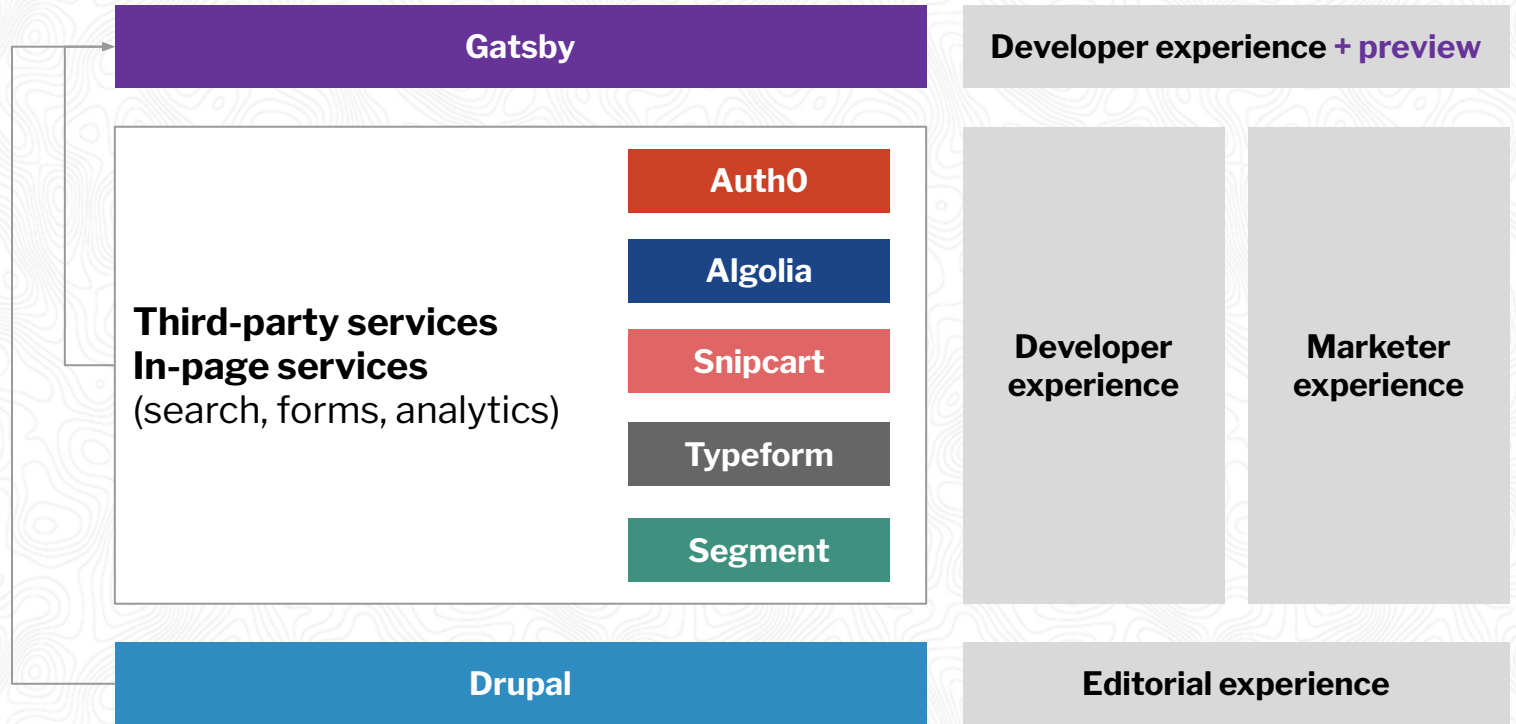 Gatsby
Developer experience + preview
Third-party services
In-page services
(search, forms, analytics)
Auth0
Algolia
Snipcart
Typeform
Segment
Developer
experience
Marketer
experience
Drupal
Editorial experience